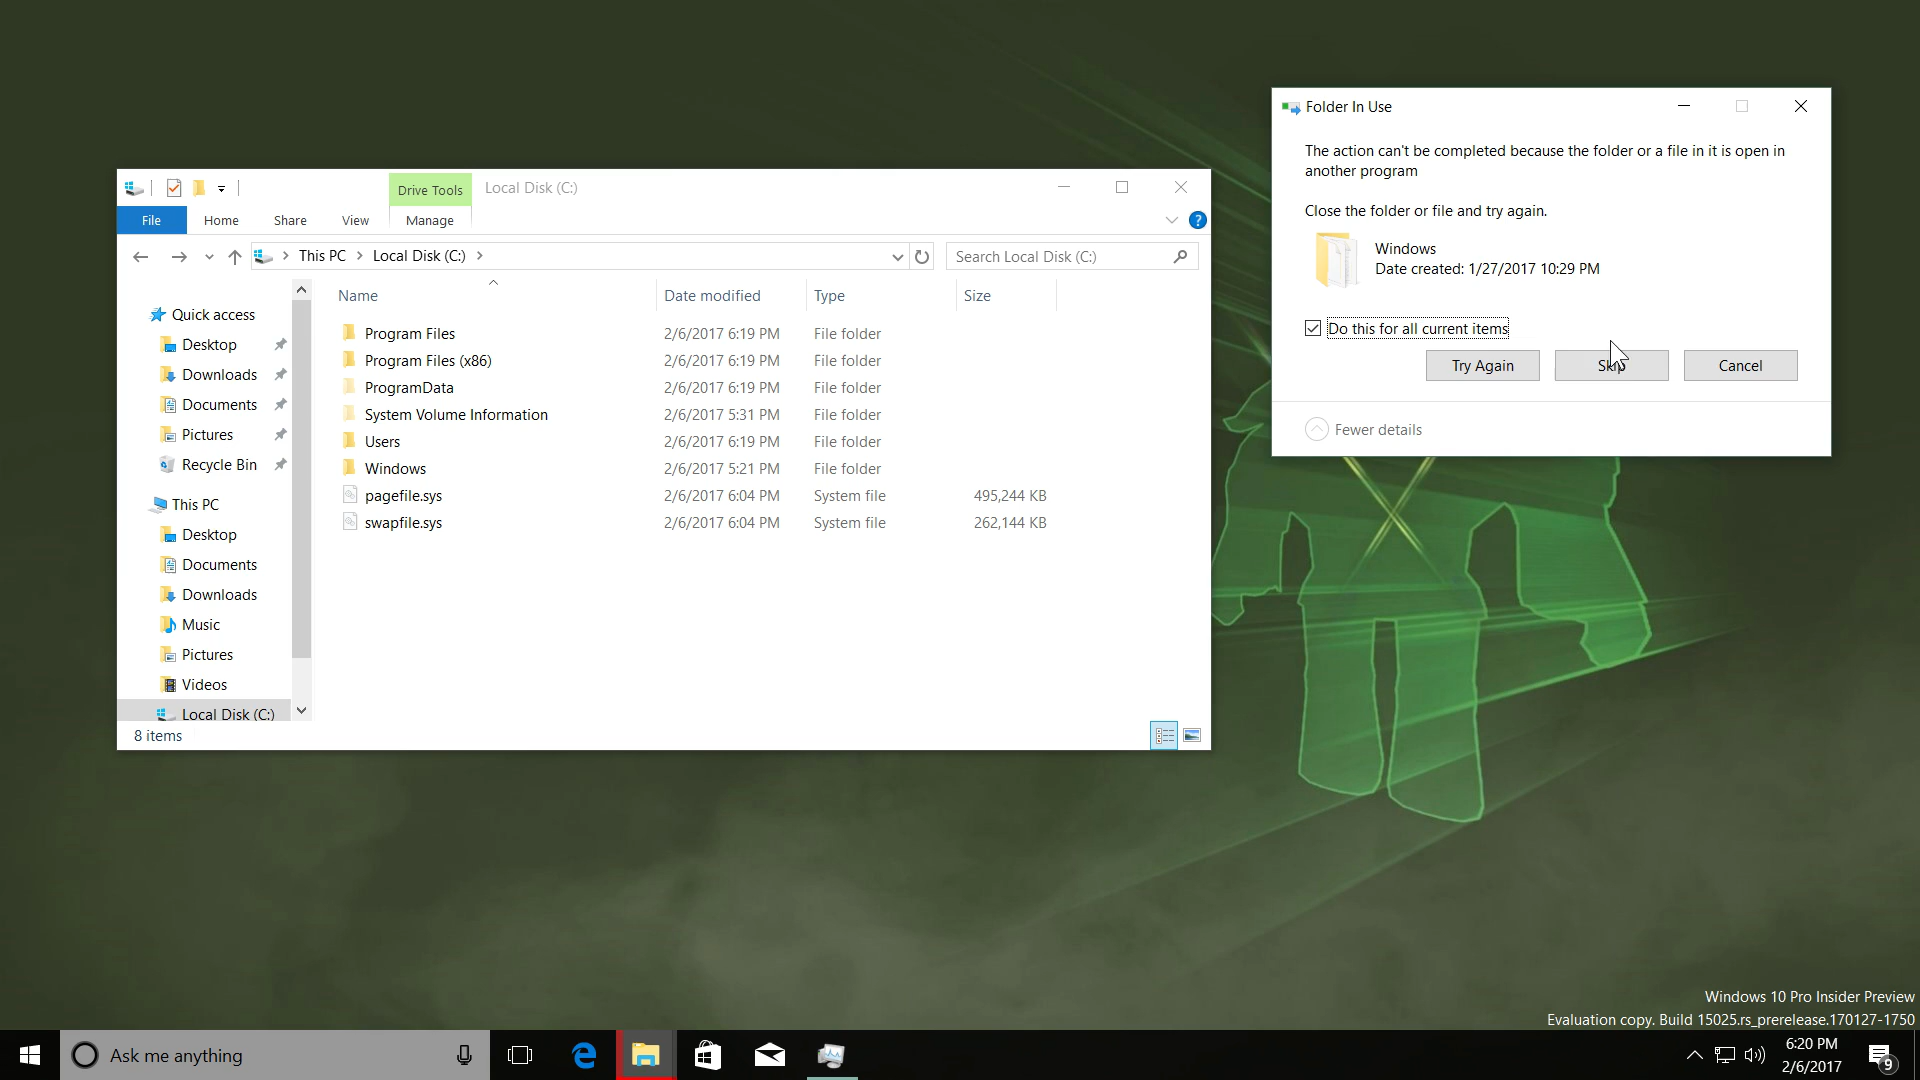 Folder In Use
The action can't be completed because the folder or a file in it is open in
another program
Close the folder or file and try again.
Windows
Date created: 1/27/2017 10:29 PM
Do this for all current items
Try Again
Skip
Cancel
Fewer details
Drive Tools
Local Disk (C:)
File
Home
Share
View
Manage
This PC
Local Disk (C:)
Search Local Disk (C:)
Quick access
Desktop
Downloads
Documents
Pictures
Recycle Bin
This PC
Desktop
Documents
Downloads
Music
Pictures
Videos
Local Disk (C:)
Name Date modified Type Size
Program Files 2/6/2017 6:19 PM File folder
Program Files (x86) 2/6/2017 6:19 PM File folder
ProgramData 2/6/2017 6:19 PM File folder
System Volume Information 2/6/2017 5:31 PM File folder
Users 2/6/2017 6:19 PM File folder
Windows 2/6/2017 5:21 PM File folder
pagefile.sys 2/6/2017 6:04 PM System file 495,244 KB
swapfile.sys 2/6/2017 6:04 PM System file 262,144 KB
8 items
Windows 10 Pro Insider Preview
Evaluation copy. Build 15025.rs_prerelease.170127-1750
Ask me anything
6:20 PM
2/6/2017
9